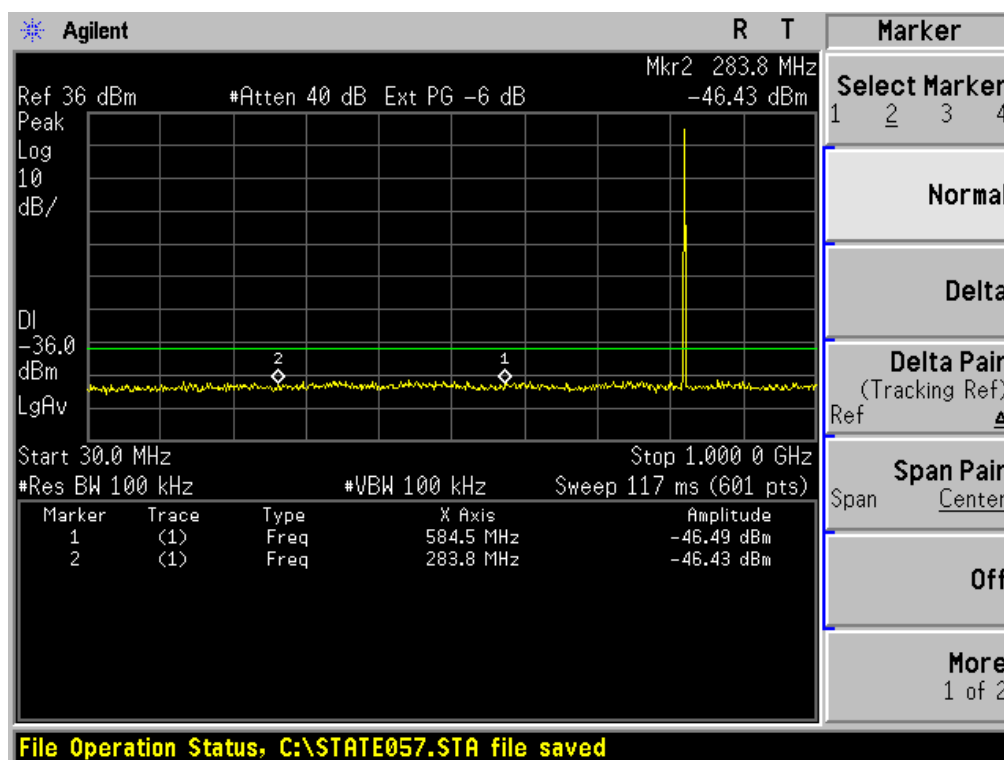 Agilent R T
Mkr2 283.8 MHz
Ref 36 dBm #Atten 40 dB Ext PG −6 dB −46.43 dBm
Peak
Log
10
dB/
DI
−36.0
dBm
LgAv
2
1
Start 30.0 MHz Stop 1.000 0 GHz
#Res BW 100 kHz #VBW 100 kHz Sweep 117 ms (601 pts)
Marker Trace Type X Axis Amplitude
1 (1) Freq 584.5 MHz −46.49 dBm
2 (1) Freq 283.8 MHz −46.43 dBm
File Operation Status, C:\STATE057.STA file saved
Marker
Select Marker
1 2 3 4
Normal
Delta
Delta Pair
(Tracking Ref)
Ref Δ
Span Pair
Span Center
Off
More
1 of 2